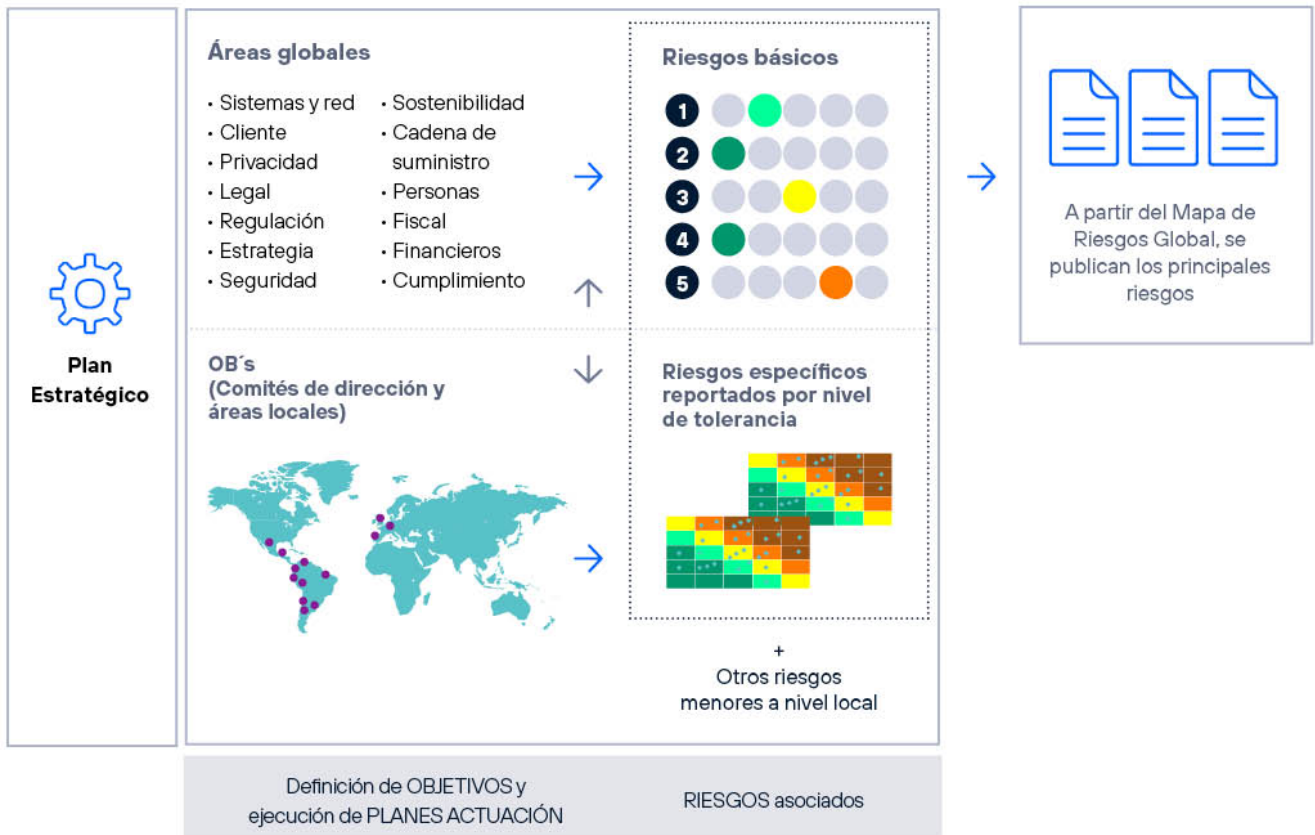 Plan
Estratégico
Áreas globales
· Sistemas y red
· Cliente
· Privacidad
· Legal
· Regulación
· Estrategia
· Seguridad
· Sostenibilidad
· Cadena de
suministro
· Personas
· Fiscal
· Financieros
· Cumplimiento
Riesgos básicos
1
2
3
4
5
OB´s
(Comités de dirección y
áreas locales)
Riesgos específicos
reportados por nivel
de tolerancia
+
Otros riesgos
menores a nivel local
A partir del Mapa de
Riesgos Global, se
publican los principales
riesgos
Definición de OBJETIVOS y
ejecución de PLANES ACTUACIÓN
RIESGOS asociados